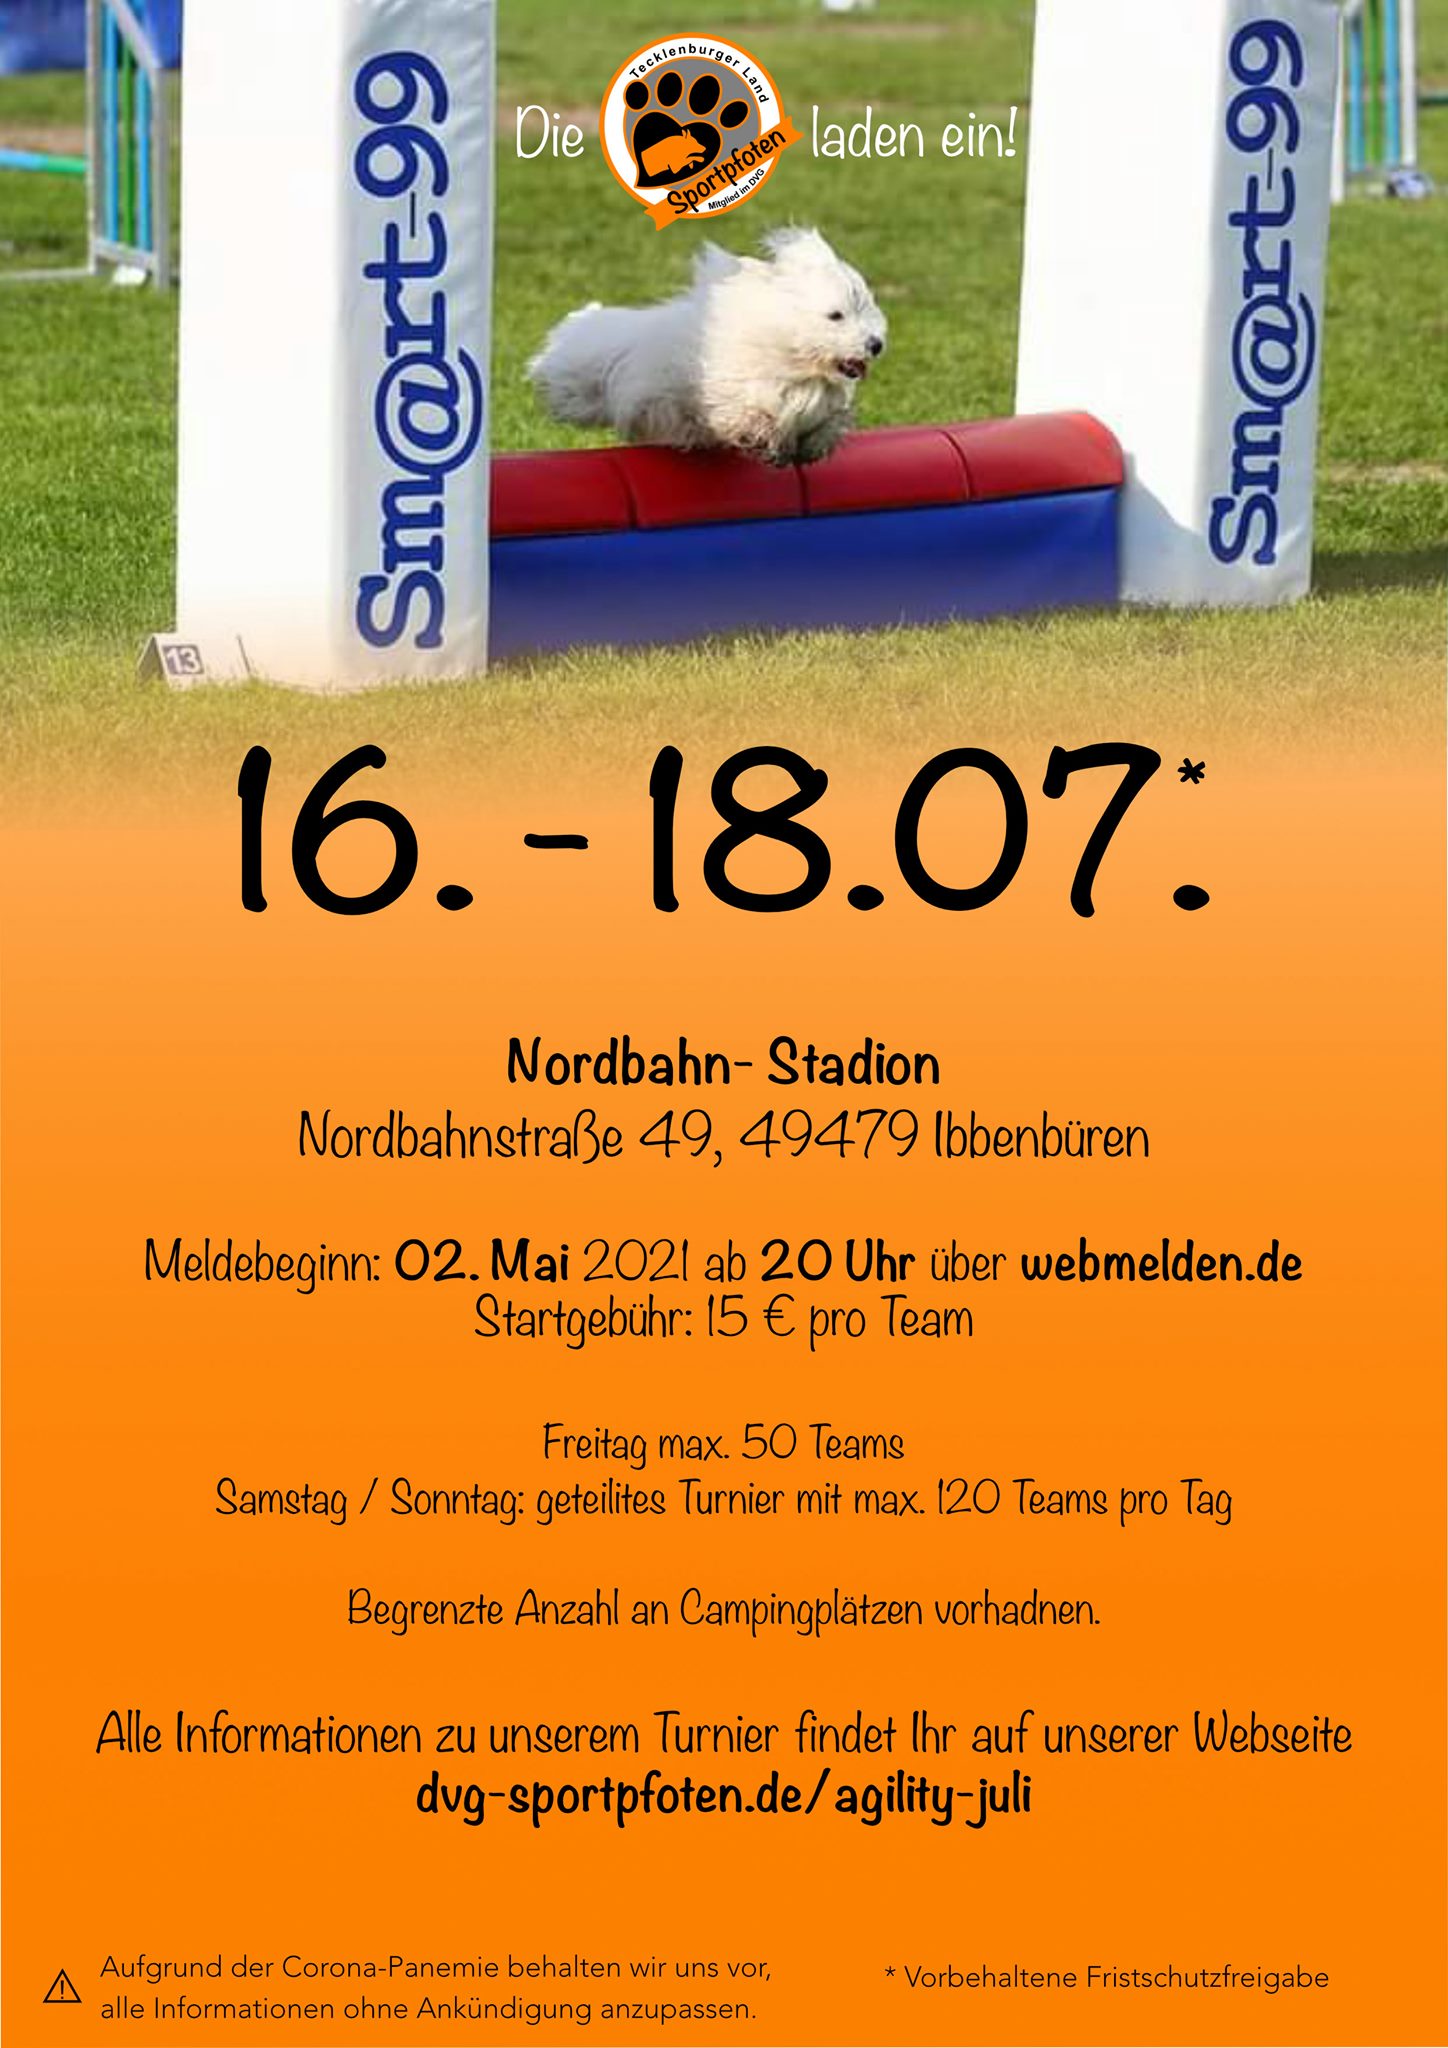 Tecklenburger Land
Die
laden ein!
Sportpfoten
Mitglied im DVG
Sm@rt-99
Sm@rt-99
13
16. - 18.07.*
Nordbahn- Stadion
Nordbahnstraße 49, 49479 Ibbenbüren
Meldebeginn: 02. Mai 2021 ab 20 Uhr über webmelden.de
Startgebühr: 15 € pro Team
Freitag max. 50 Teams
Samstag / Sonntag: geteilites Turnier mit max. 120 Teams pro Tag
Begrenzte Anzahl an Campingplätzen vorhadnen.
Alle Informationen zu unserem Turnier findet Ihr auf unserer Webseite
dvg-sportpfoten.de/agility-juli
Aufgrund der Corona-Panemie behalten wir uns vor,
alle Informationen ohne Ankündigung anzupassen.
* Vorbehaltene Fristschutzfreigabe